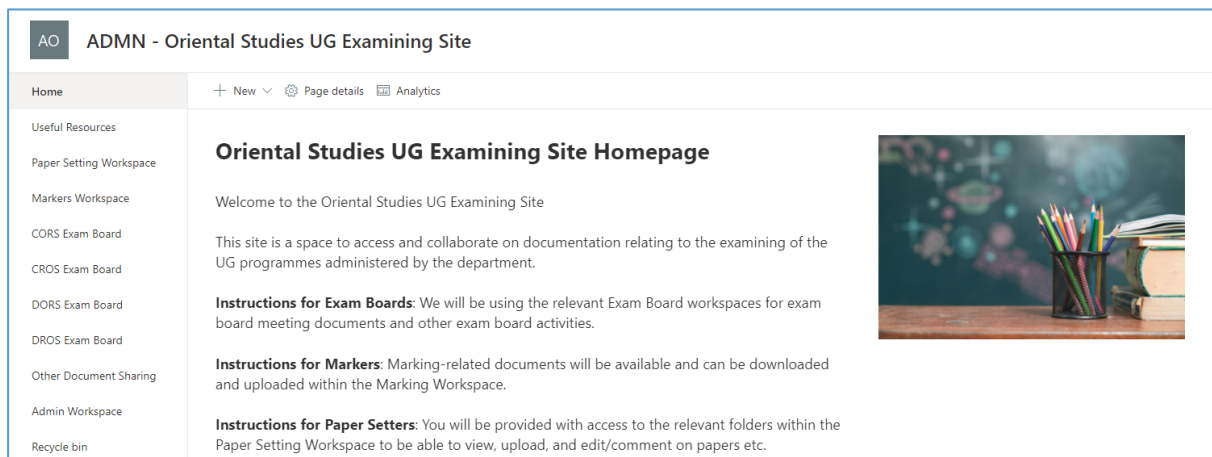 AO
ADMN - Oriental Studies UG Examining Site
Home
New
Page details
Analytics
Useful Resources
Paper Setting Workspace
Markers Workspace
CORS Exam Board
CROS Exam Board
DORS Exam Board
DROS Exam Board
Other Document Sharing
Admin Workspace
Recycle bin
Oriental Studies UG Examining Site Homepage
Welcome to the Oriental Studies UG Examining Site
This site is a space to access and collaborate on documentation relating to the examining of the
UG programmes administered by the department.
Instructions for Exam Boards: We will be using the relevant Exam Board workspaces for exam
board meeting documents and other exam board activities.
Instructions for Markers: Marking-related documents will be available and can be downloaded
and uploaded within the Marking Workspace.
Instructions for Paper Setters: You will be provided with access to the relevant folders within the
Paper Setting Workspace to be able to view, upload, and edit/comment on papers etc.